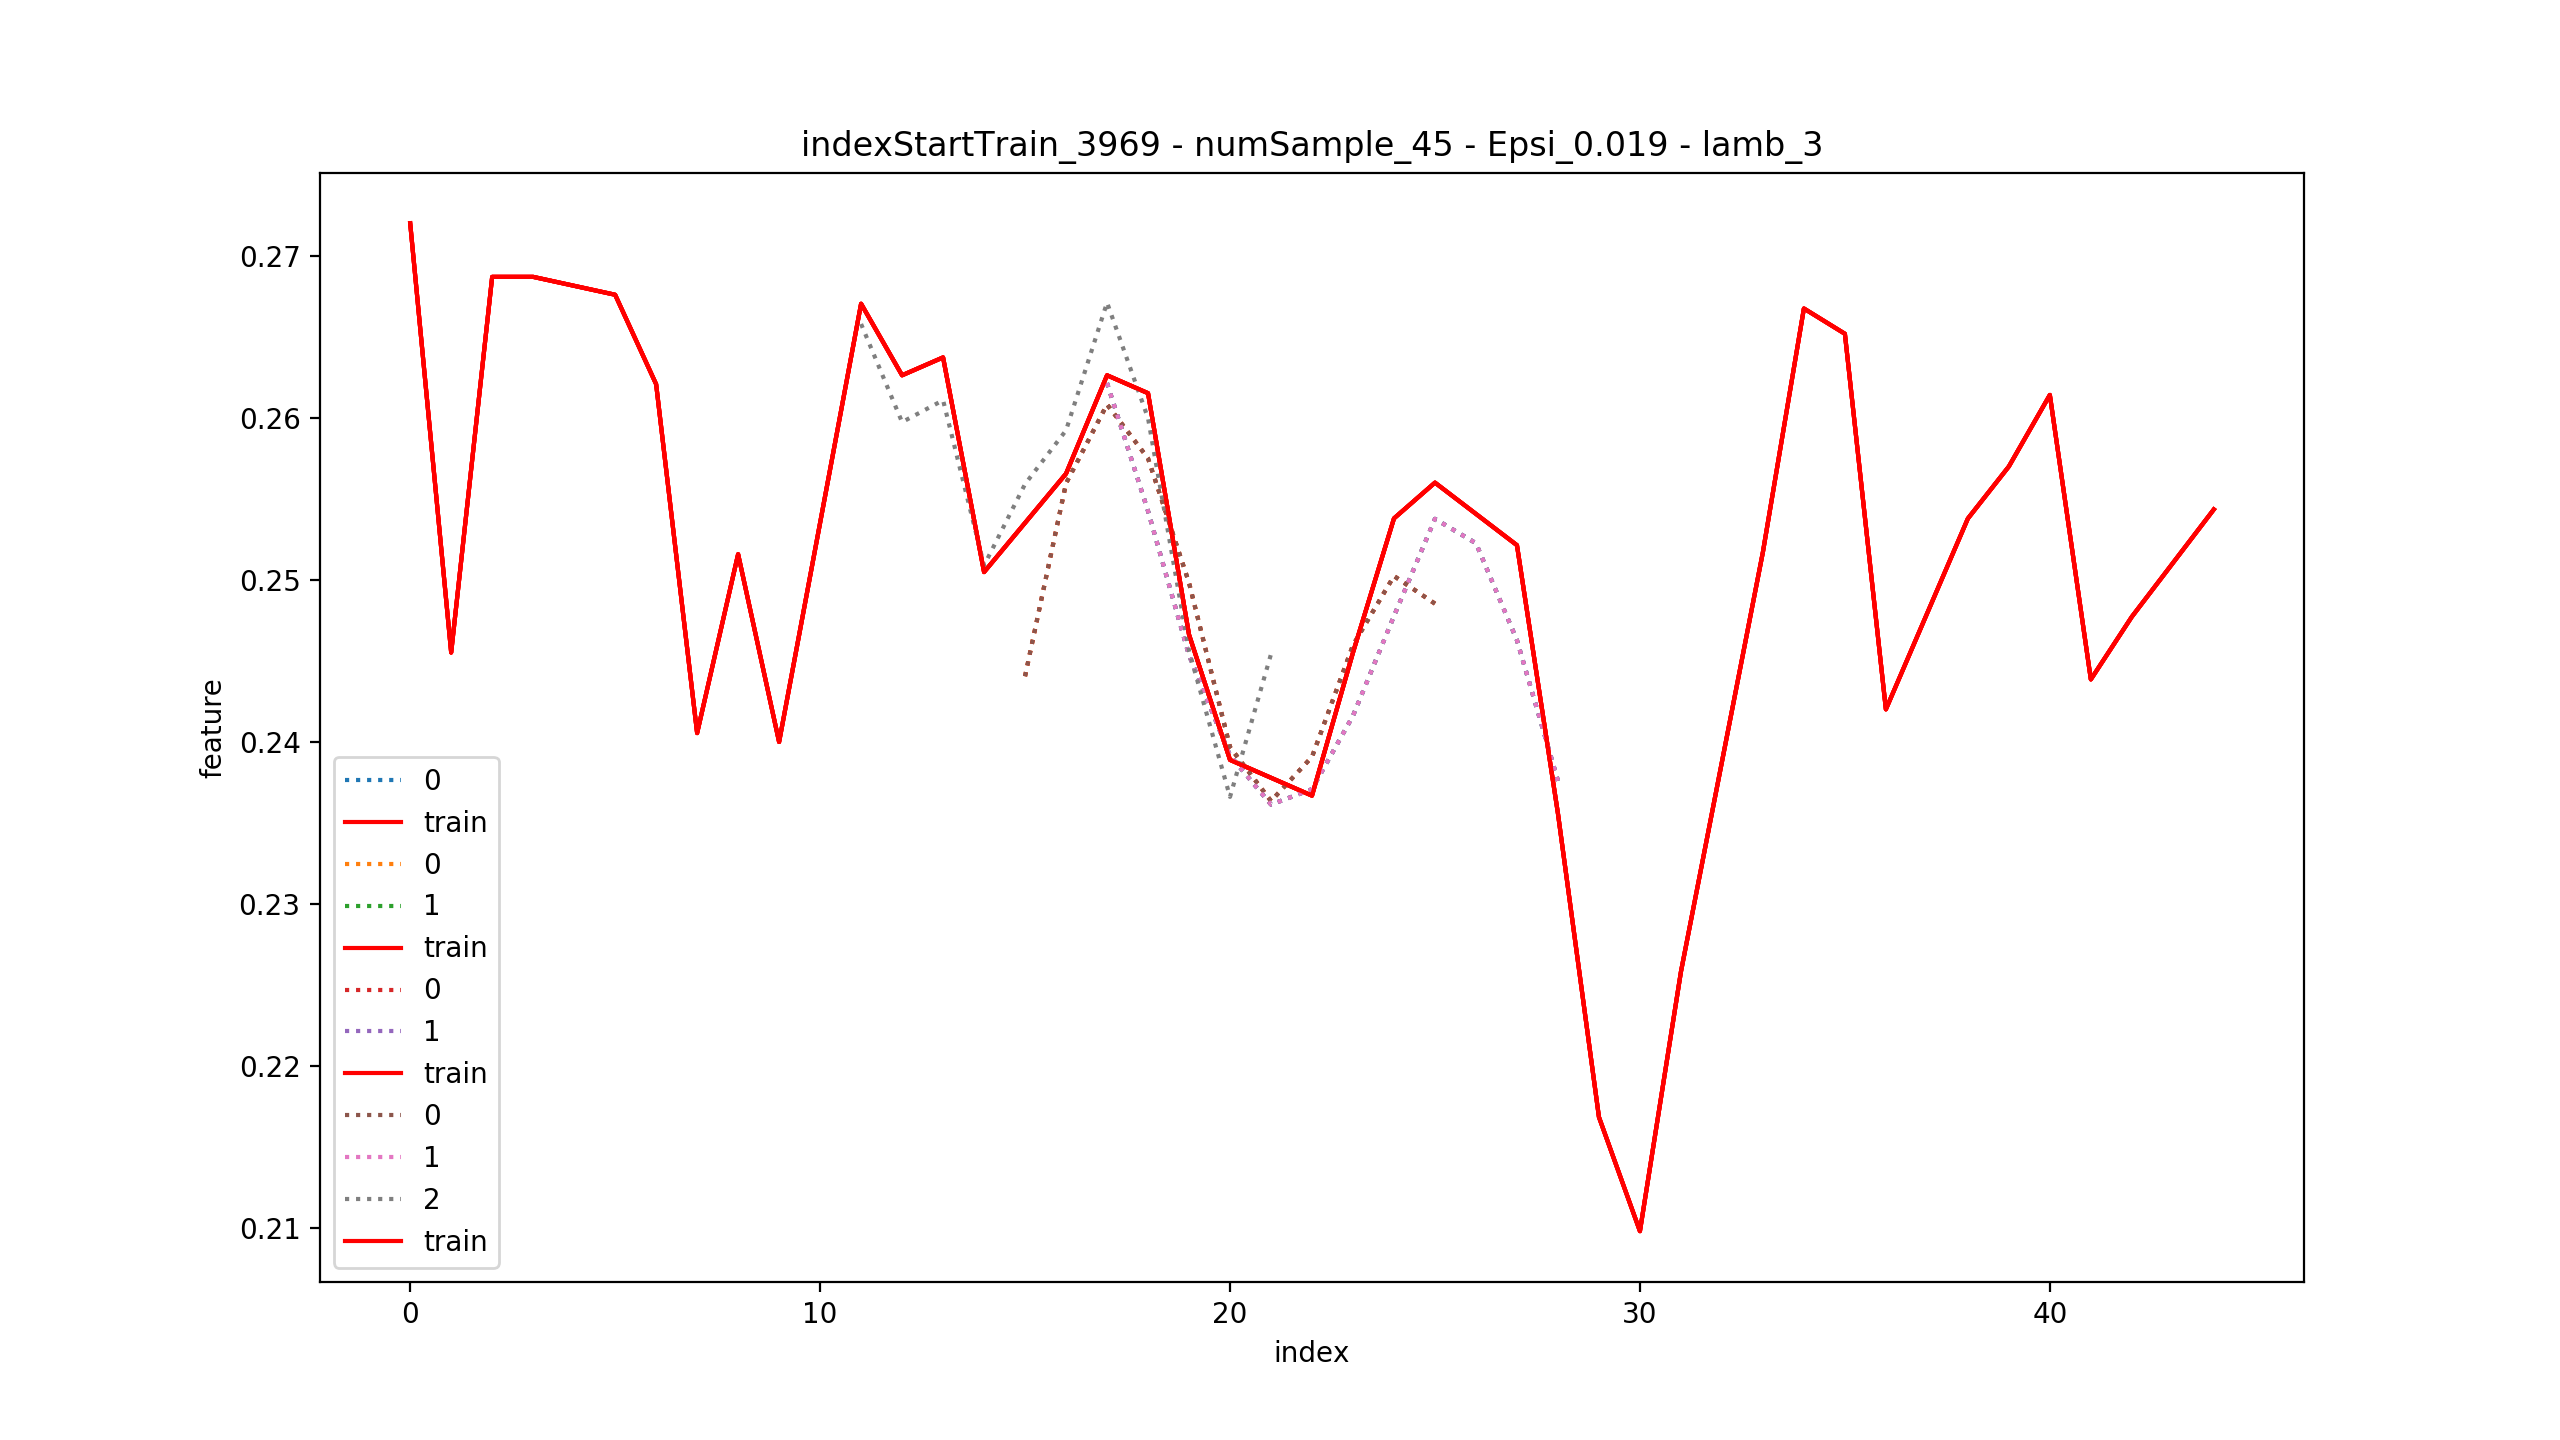 indexStartTrain_3969 - numSample_45 - Epsi_0.019 - lamb_3
feature
0.27
0.26
0.25
0.24
0.23
0.22
0.21
0
train
0
1
train
0
1
train
0
1
2
train
0 10 20 30 40
index